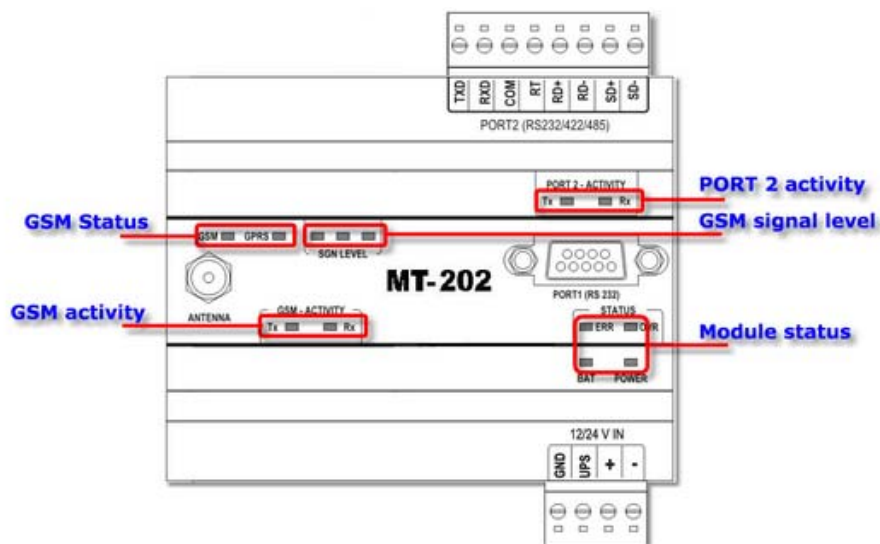 TXD RXD COM RT RD+ RD- SD+ SD-
PORT2 (RS232/422/485)
PORT 2 - ACTIVITY
Tx Rx
PORT 2 activity
GSM Status
GSM GPRS
SGN LEVEL
GSM signal level
MT-202
PORT1 (RS 232)
ANTENNA
GSM activity
GSM - ACTIVITY
Tx Rx
STATUS
ERR OVR
BAT POWER
Module status
12/24 V IN
GND UPS + -